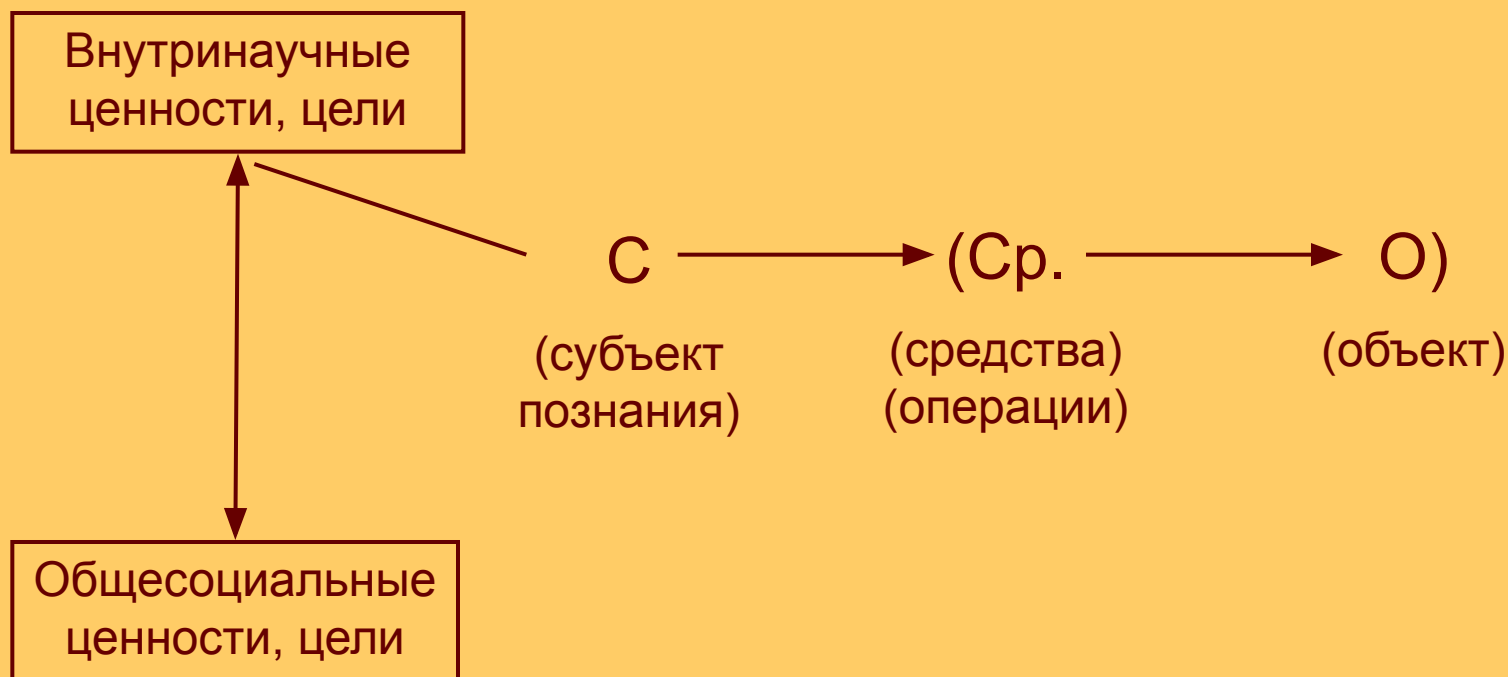 Внутринаучные
ценности, цели
С
(Ср.
О)
(субъект
познания)
(средства)
(операции)
(объект)
Общесоциальные
ценности, цели